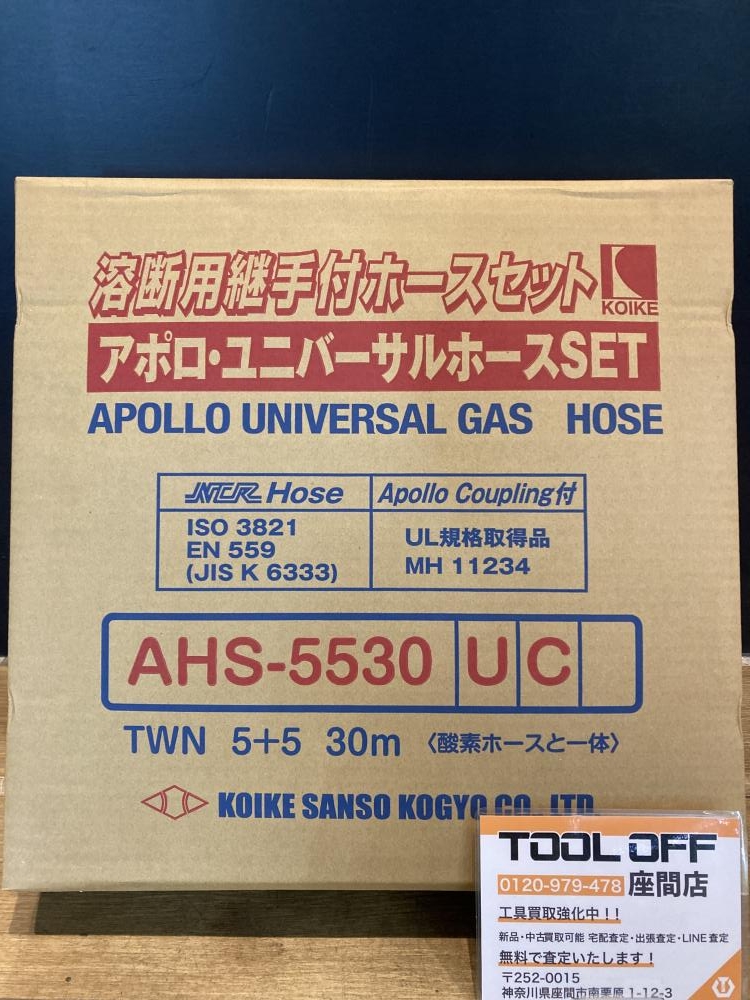 溶断用継手付ホースセット
KOIKE
アポロ・ユニバーサルホースSET
APOLLO UNIVERSAL GAS HOSE
NCR Hose
Apollo Coupling付
ISO 3821
EN 559
(JIS K 6333)
UL規格取得品
MH 11234
AHS-5530 U C
TWN 5+5 30m 〈酸素ホースと一体〉
KOIKE SANSO KOGYO CO., LTD.
TOOL OFF
0120-979-478 座間店
工具買取強化中!!
新品・中古買取可能 宅配査定・出張査定・LINE査定
無料で査定いたします!
〒252-0015
神奈川県座間市南栗原 1-12-3